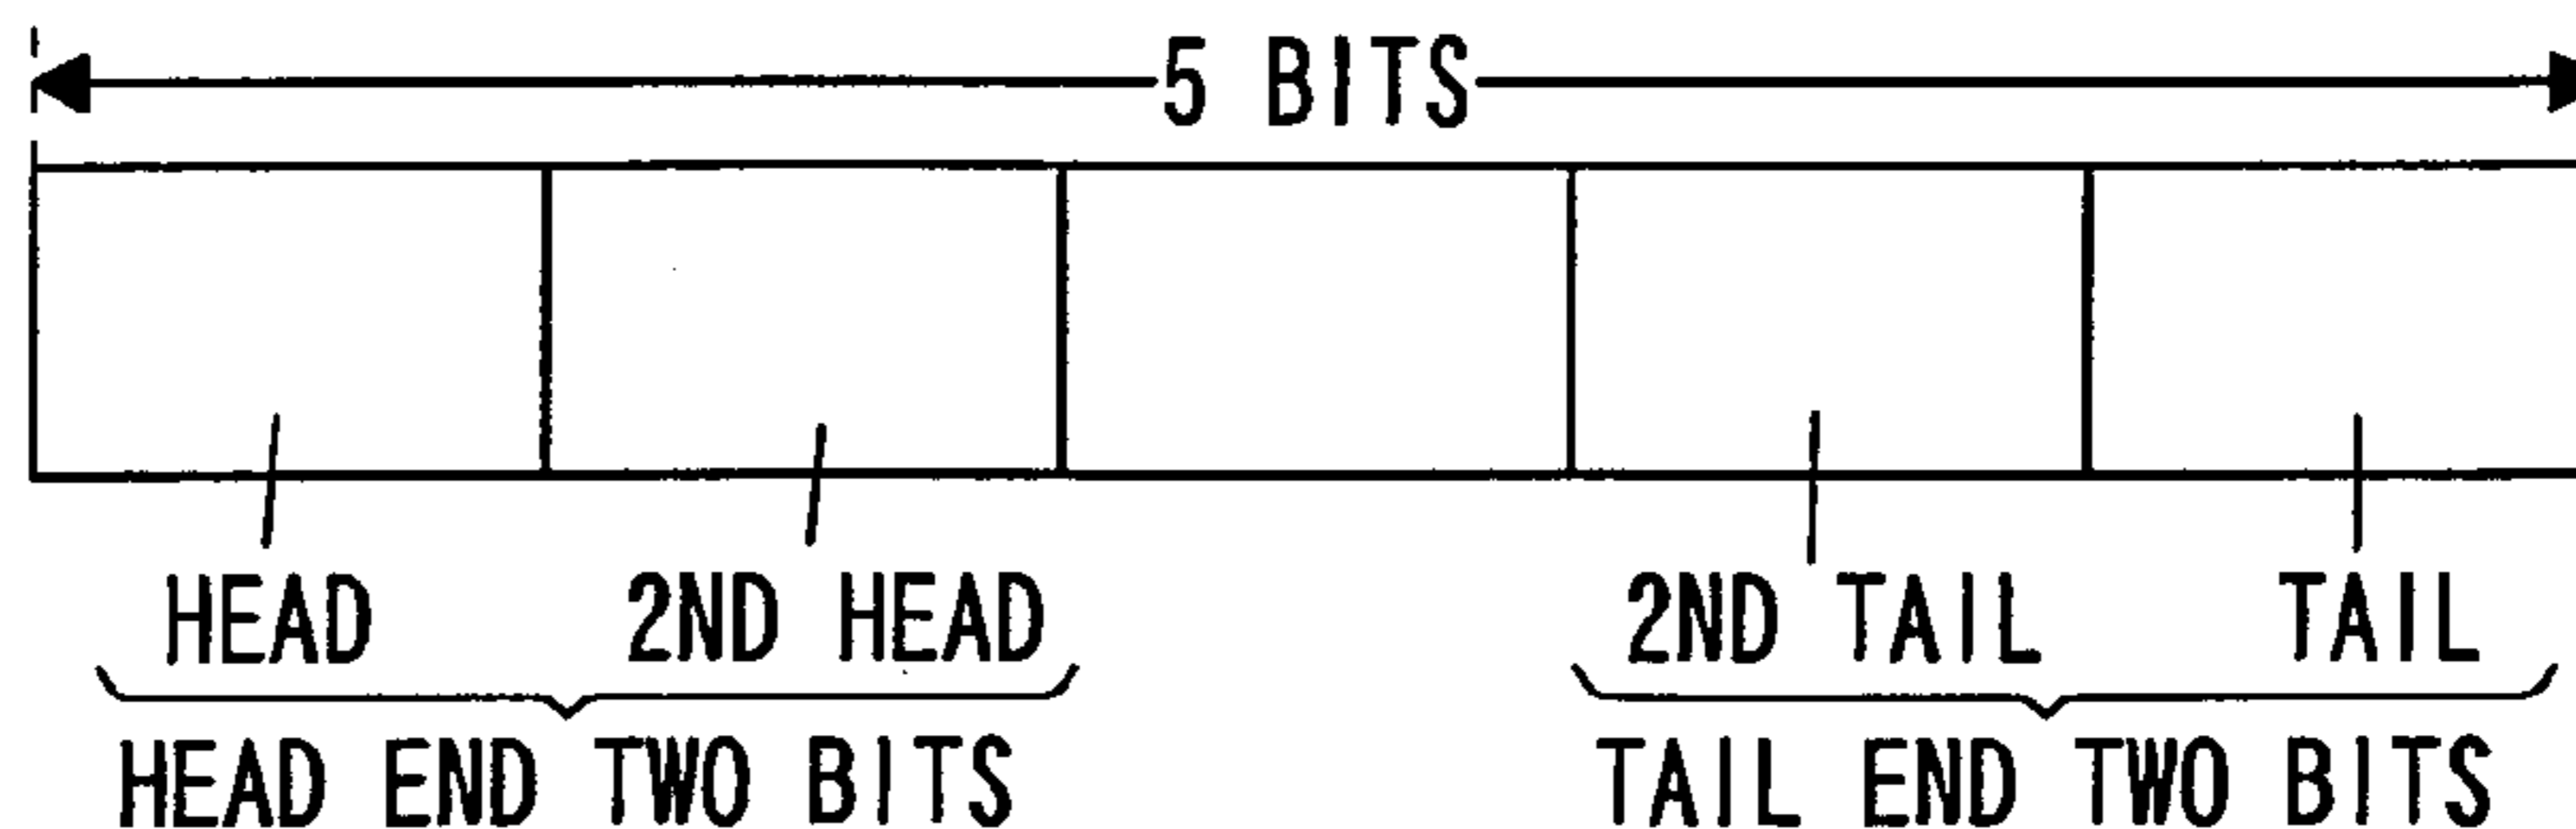 5 BITS
HEAD 2ND HEAD 2ND TAIL TAIL
HEAD END TWO BITS TAIL END TWO BITS